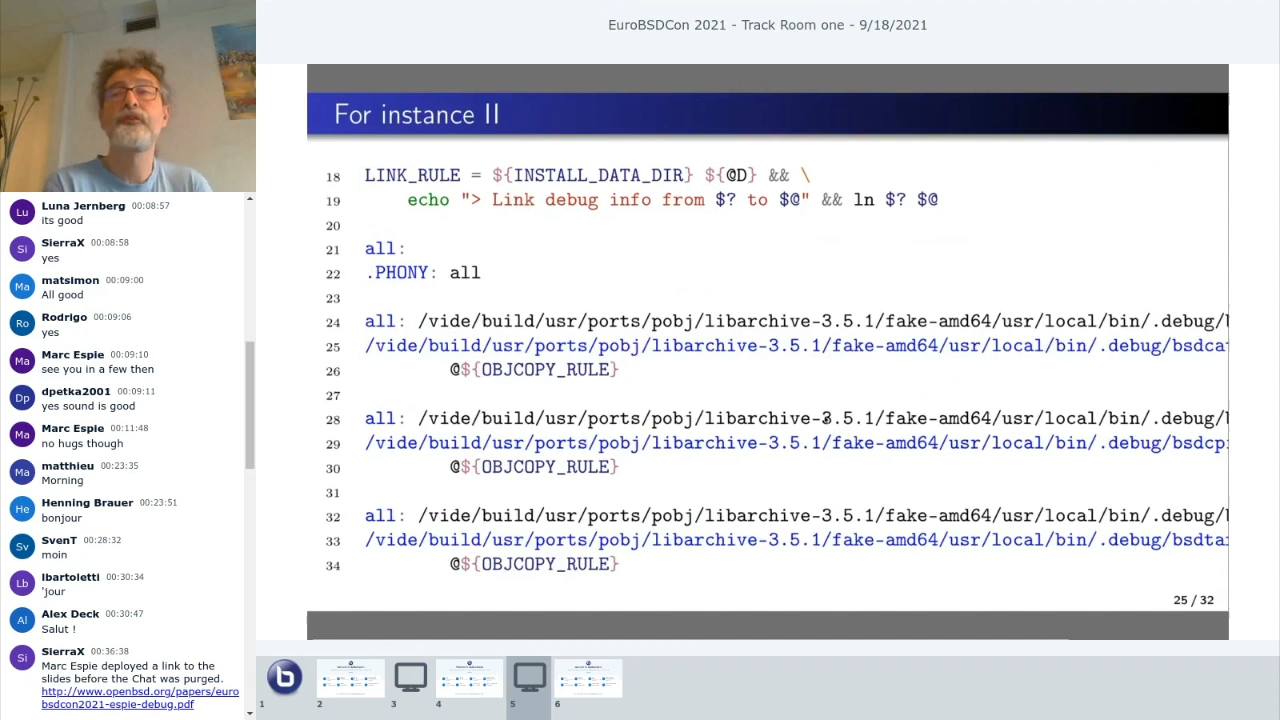 EuroBSDCon 2021 - Track Room one - 9/18/2021
Lu Luna Jernberg 00:08:57
its good
Si SierraX 00:08:58
yes
Ma matsimon 00:09:00
All good
Ro Rodrigo 00:09:06
yes
Ma Marc Espie 00:09:10
see you in a few then
Dp dpetka2001 00:09:11
yes sound is good
Ma Marc Espie 00:11:48
no hugs though
Ma matthieu 00:23:35
Morning
He Henning Brauer 00:23:51
bonjour
Sv SvenT 00:28:32
moin
Lb lbartoletti 00:30:34
'jour
Al Alex Deck 00:30:47
Salut !
Si SierraX 00:36:38
Marc Espie deployed a link to the
slides before the Chat was purged.
http://www.openbsd.org/papers/euro
bsdcon2021-espie-debug.pdf
For instance II
18 LINK_RULE = ${INSTALL_DATA_DIR} ${@D} && \
19 echo "> Link debug info from $? to $@" && ln $? $@
20
21 all:
22 .PHONY: all
23
24 all: /vide/build/usr/ports/pobj/libarchive-3.5.1/fake-amd64/usr/local/bin/.debug/b
25 /vide/build/usr/ports/pobj/libarchive-3.5.1/fake-amd64/usr/local/bin/.debug/bsdca
26 @${OBJCOPY_RULE}
27
28 all: /vide/build/usr/ports/pobj/libarchive-3.5.1/fake-amd64/usr/local/bin/.debug/b
29 /vide/build/usr/ports/pobj/libarchive-3.5.1/fake-amd64/usr/local/bin/.debug/bsdcp
30 @${OBJCOPY_RULE}
31
32 all: /vide/build/usr/ports/pobj/libarchive-3.5.1/fake-amd64/usr/local/bin/.debug/b
33 /vide/build/usr/ports/pobj/libarchive-3.5.1/fake-amd64/usr/local/bin/.debug/bsdta
34 @${OBJCOPY_RULE}
25 / 32
b
1 2 3 4 5 6